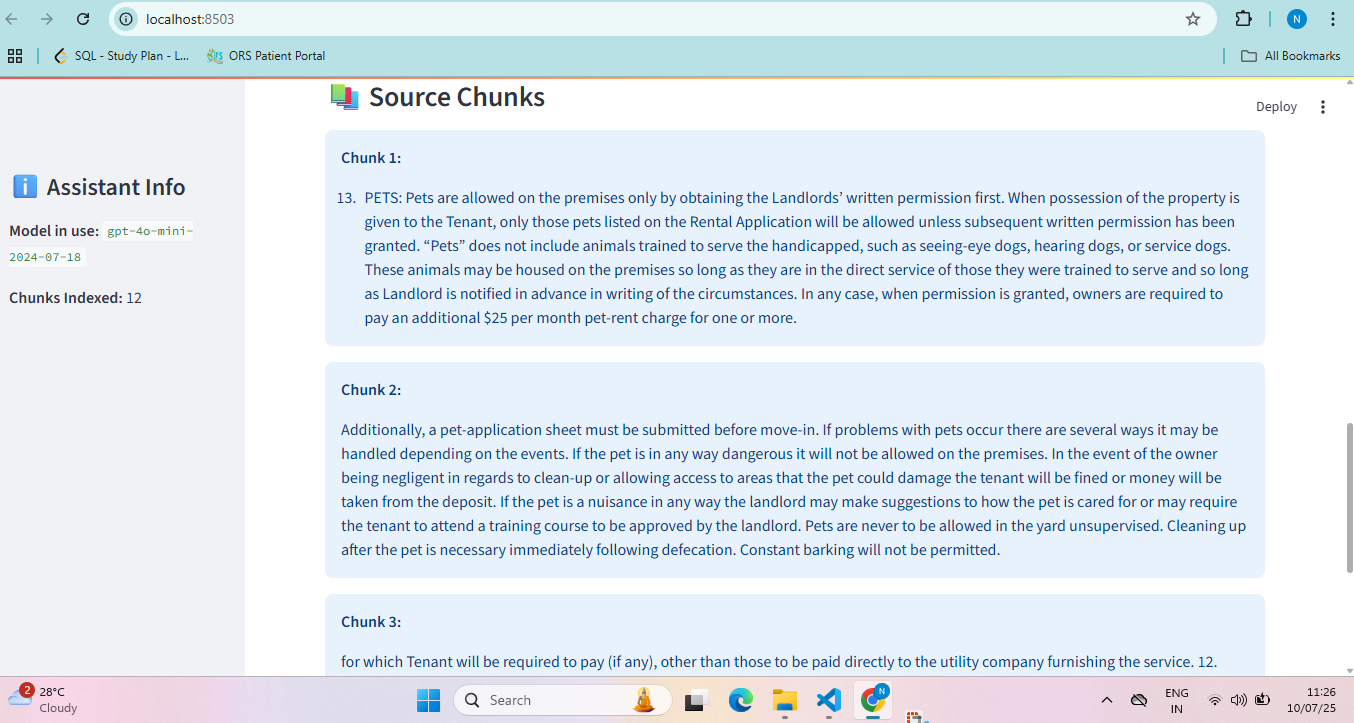 localhost:8503
N
SQL - Study Plan - L...
ORS Patient Portal
All Bookmarks
Source Chunks
Deploy
Assistant Info
Model in use: gpt-4o-mini-
2024-07-18
Chunks Indexed: 12
Chunk 1:
13. PETS: Pets are allowed on the premises only by obtaining the Landlords’ written permission first. When possession of the property is
given to the Tenant, only those pets listed on the Rental Application will be allowed unless subsequent written permission has been
granted. “Pets” does not include animals trained to serve the handicapped, such as seeing-eye dogs, hearing dogs, or service dogs.
These animals may be housed on the premises so long as they are in the direct service of those they were trained to serve and so long
as Landlord is notified in advance in writing of the circumstances. In any case, when permission is granted, owners are required to
pay an additional $25 per month pet-rent charge for one or more.
Chunk 2:
Additionally, a pet-application sheet must be submitted before move-in. If problems with pets occur there are several ways it may be
handled depending on the events. If the pet is in any way dangerous it will not be allowed on the premises. In the event of the owner
being negligent in regards to clean-up or allowing access to areas that the pet could damage the tenant will be fined or money will be
taken from the deposit. If the pet is a nuisance in any way the landlord may make suggestions to how the pet is cared for or may require
the tenant to attend a training course to be approved by the landlord. Pets are never to be allowed in the yard unsupervised. Cleaning up
after the pet is necessary immediately following defecation. Constant barking will not be permitted.
Chunk 3:
for which Tenant will be required to pay (if any), other than those to be paid directly to the utility company furnishing the service. 12.
2
28°C
Cloudy
Search
N
ENG
IN
11:26
10/07/25